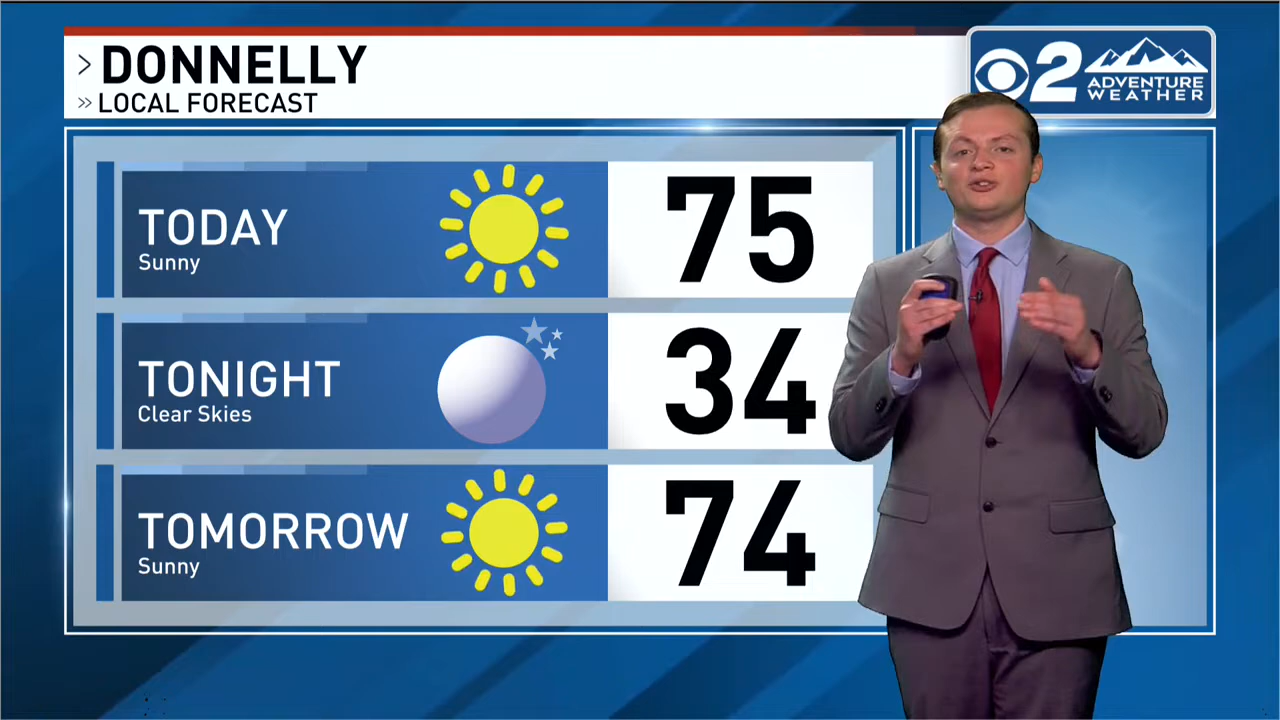 > DONNELLY
» LOCAL FORECAST
2 ADVENTURE
WEATHER
TODAY
Sunny
75
TONIGHT
Clear Skies
34
TOMORROW
Sunny
74